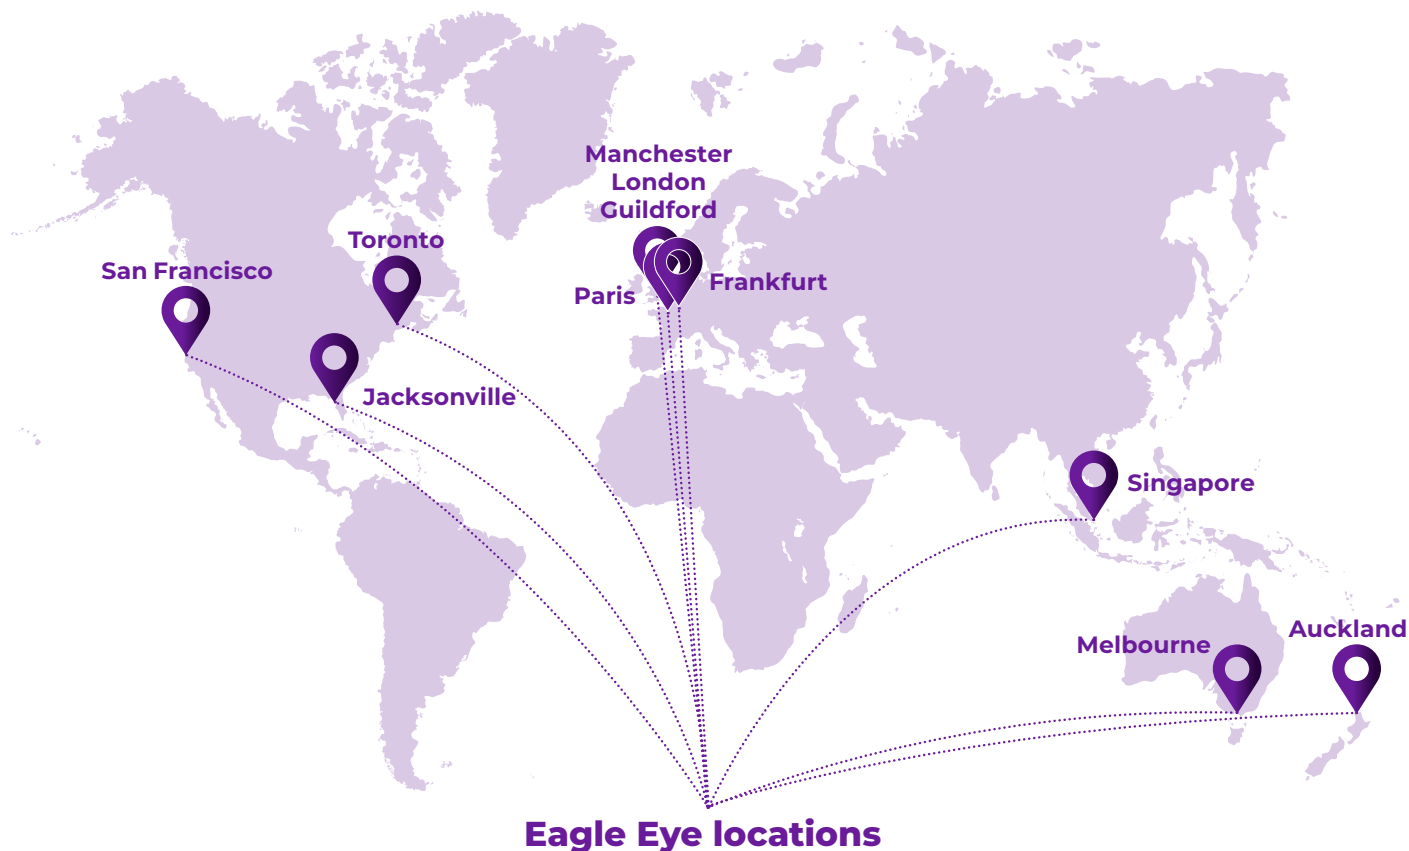 Manchester
London
Guildford
Toronto
San Francisco
Frankfurt
Paris
Jacksonville
Singapore
Auckland
Melbourne
Eagle Eye locations